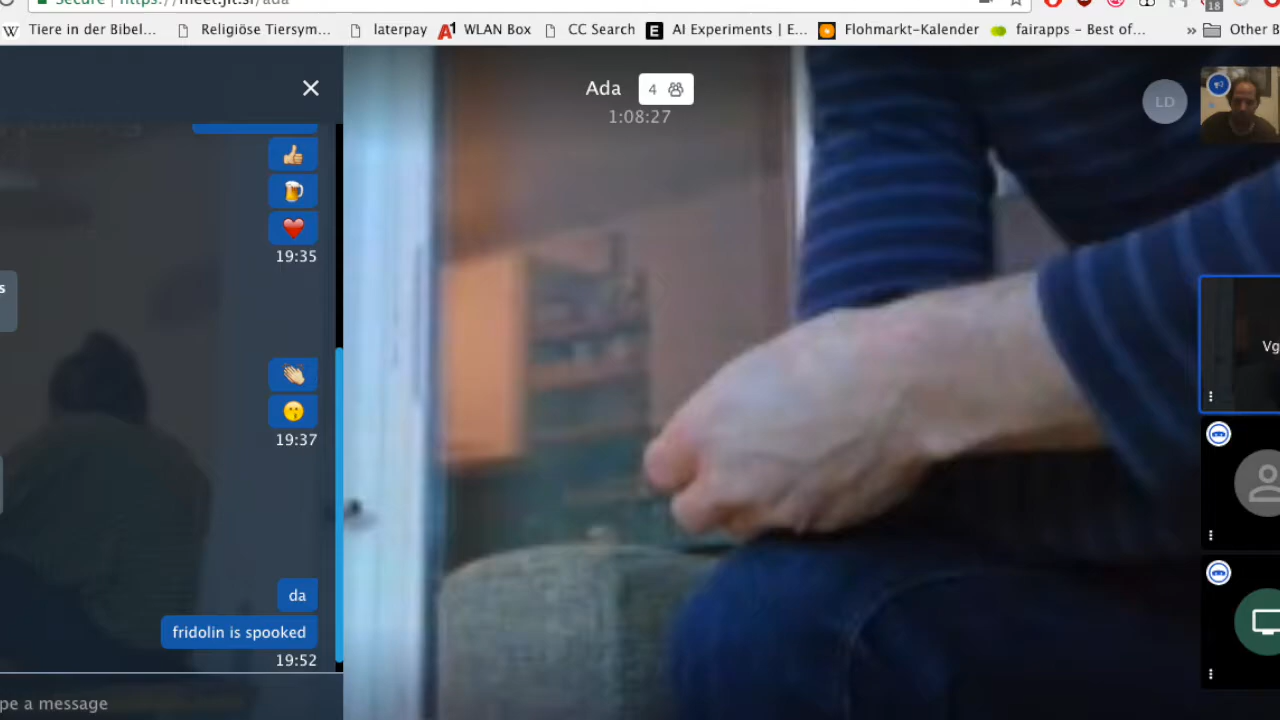 Secure https://meet.jit.si/ada
18
W Tiere in der Bibel... Religiöse Tiersym... laterpay A1 WLAN Box CC Search E AI Experiments | E... Flohmarkt-Kalender fairapps - Best of... » Other B
Ada 4
1:08:27
LD
19:35
s
Vg
19:37
da
fridolin is spooked
19:52
pe a message